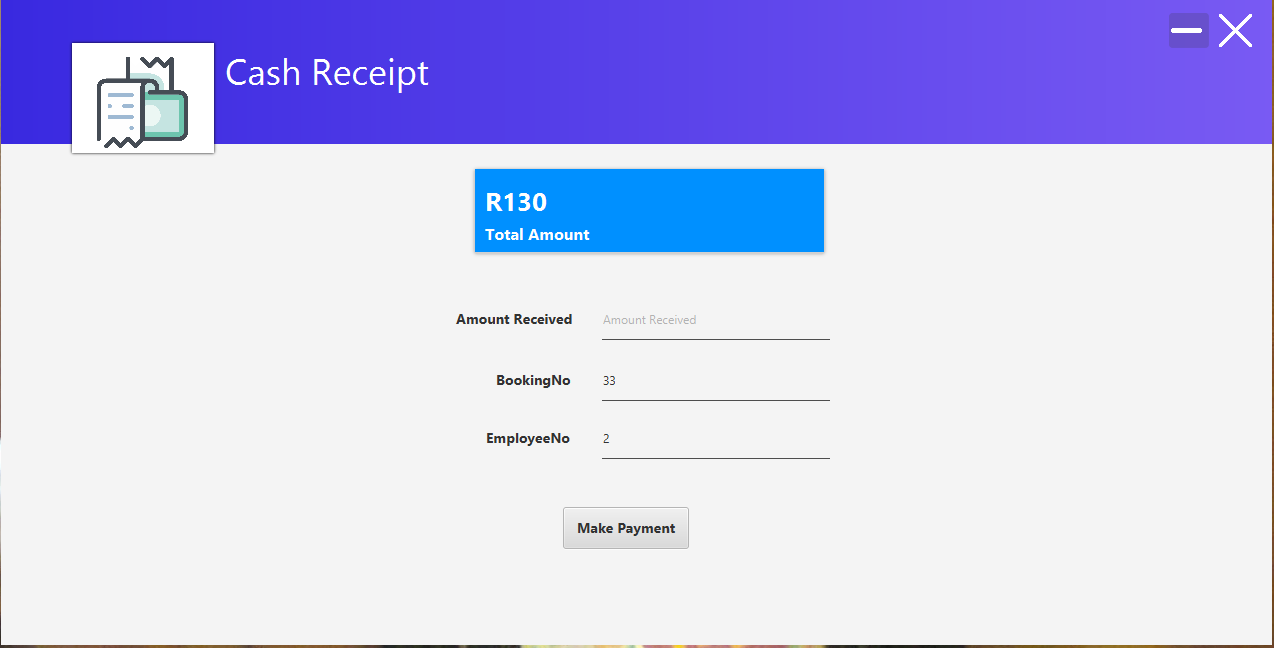 Cash Receipt
R130
Total Amount
Amount Received Amount Received
BookingNo 33
EmployeeNo 2
Make Payment